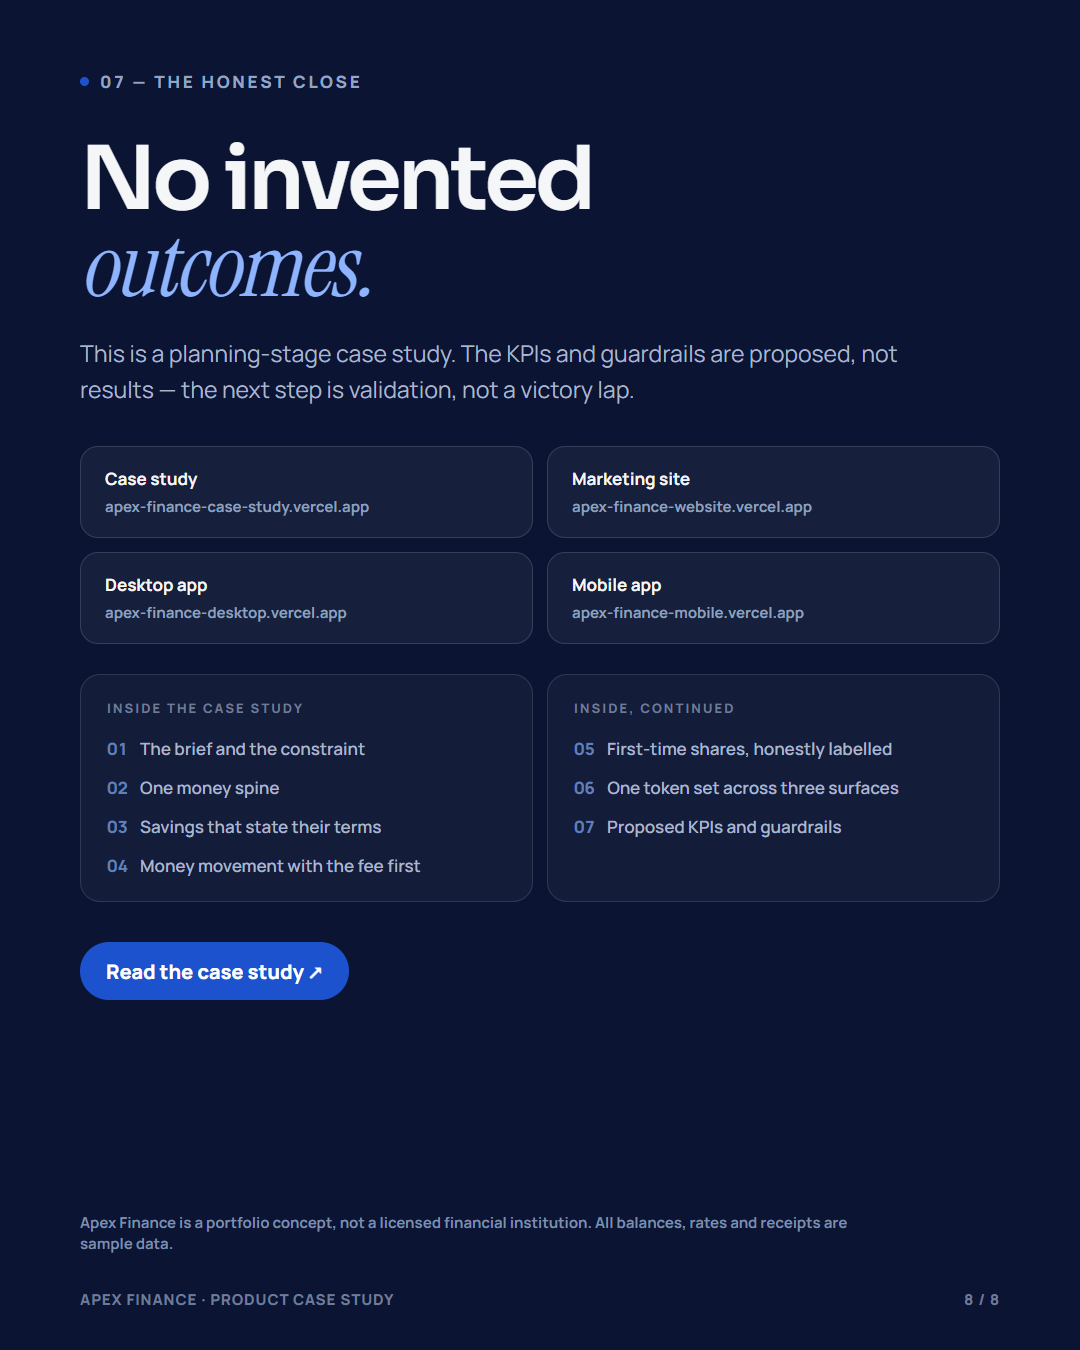 07 — THE HONEST CLOSE
No invented
outcomes.
This is a planning-stage case study. The KPIs and guardrails are proposed, not
results — the next step is validation, not a victory lap.
Case study
apex-finance-case-study.vercel.app
Marketing site
apex-finance-website.vercel.app
Desktop app
apex-finance-desktop.vercel.app
Mobile app
apex-finance-mobile.vercel.app
INSIDE THE CASE STUDY
01 The brief and the constraint
02 One money spine
03 Savings that state their terms
04 Money movement with the fee first
INSIDE, CONTINUED
05 First-time shares, honestly labelled
06 One token set across three surfaces
07 Proposed KPIs and guardrails
Read the case study ↗
Apex Finance is a portfolio concept, not a licensed financial institution. All balances, rates and receipts are
sample data.
APEX FINANCE · PRODUCT CASE STUDY
8 / 8